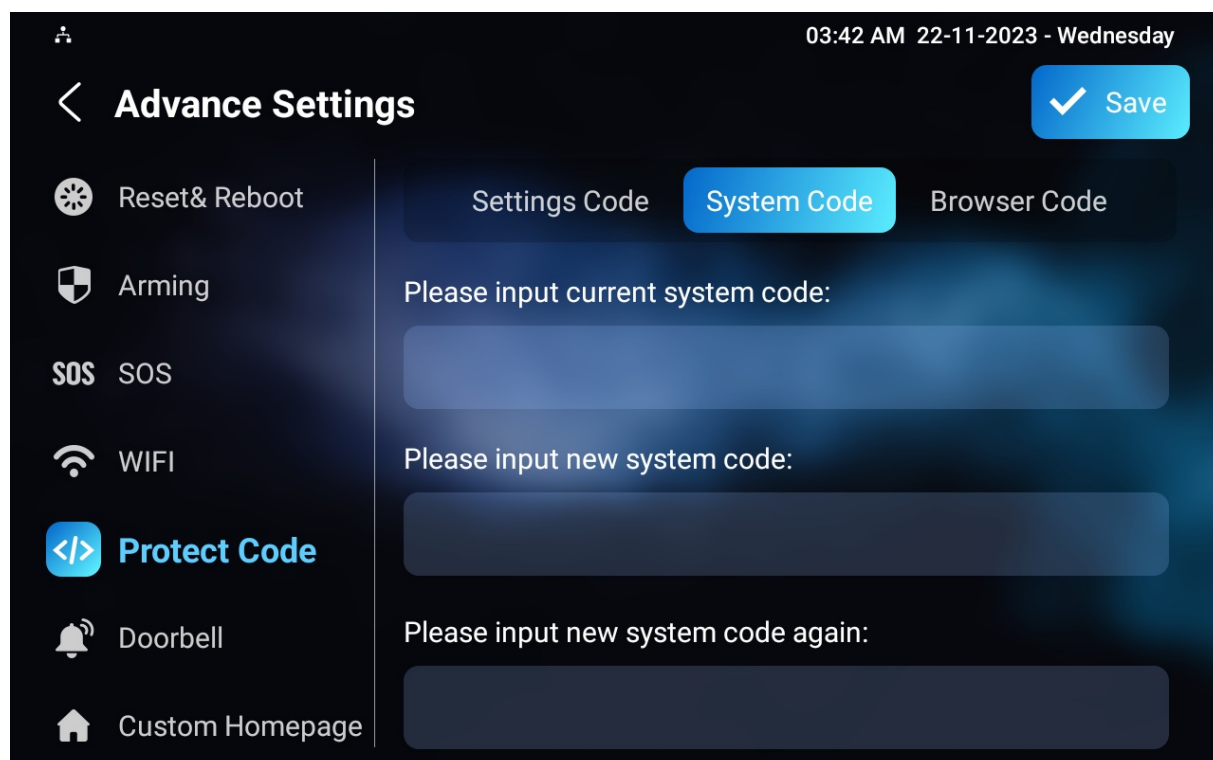 03:42 AM 22-11-2023 - Wednesday
Advance Settings
Save
Reset& Reboot
Arming
SOS SOS
WIFI
</> Protect Code
Doorbell
Custom Homepage
Settings Code System Code Browser Code
Please input current system code:
Please input new system code:
Please input new system code again: